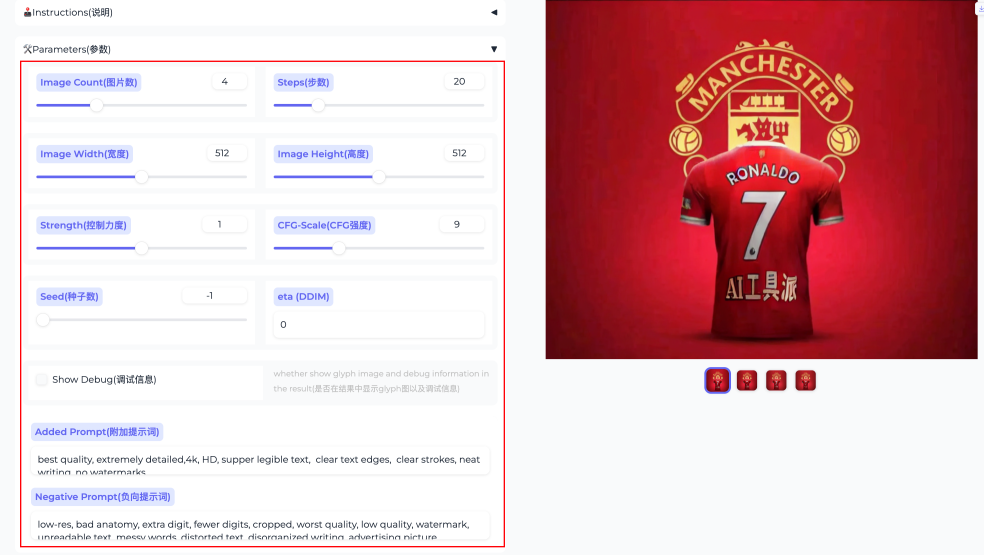 Instructions(说明)
Parameters(参数)
Image Count(图片数) 4
Steps(步数) 20
Image Width(宽度) 512
Image Height(高度) 512
Strength(控制力度) 1
CFG-Scale(CFG强度) 9
Seed(种子数) -1
eta (DDIM)
0
Show Debug(调试信息)
whether show glyph image and debug information in
the result(是否在结果中显示glyph图以及调试信息)
Added Prompt(附加提示词)
best quality, extremely detailed,4k, HD, supper legible text,  clear text edges,  clear strokes, neat
writing, no watermarks
Negative Prompt(负向提示词)
low-res, bad anatomy, extra digit, fewer digits, cropped, worst quality, low quality, watermark,
unreadable text, messy words, distorted text, disorganized writing, advertising picture
MANCHESTER
RONALDO
7
AI工具派